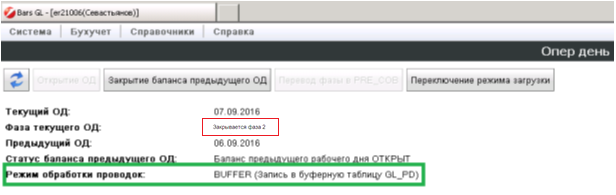 Bars GL - [er21006(Севастьянов)]
Система Бухучет Справочники Справка
Опер день
Открытие ОД Закрытие баланса предыдущего ОД Перевод фазы в PRE_COB Переключение режима загрузки
Текущий ОД: 07.09.2016
Фаза текущего ОД: Закрывается фаза 2
Предыдущий ОД: 06.09.2016
Статус баланса предыдущего ОД: Баланс предыдущего рабочего дня ОТКРЫТ
Режим обработки проводок: BUFFER (Запись в буферную таблицу GL_PD)